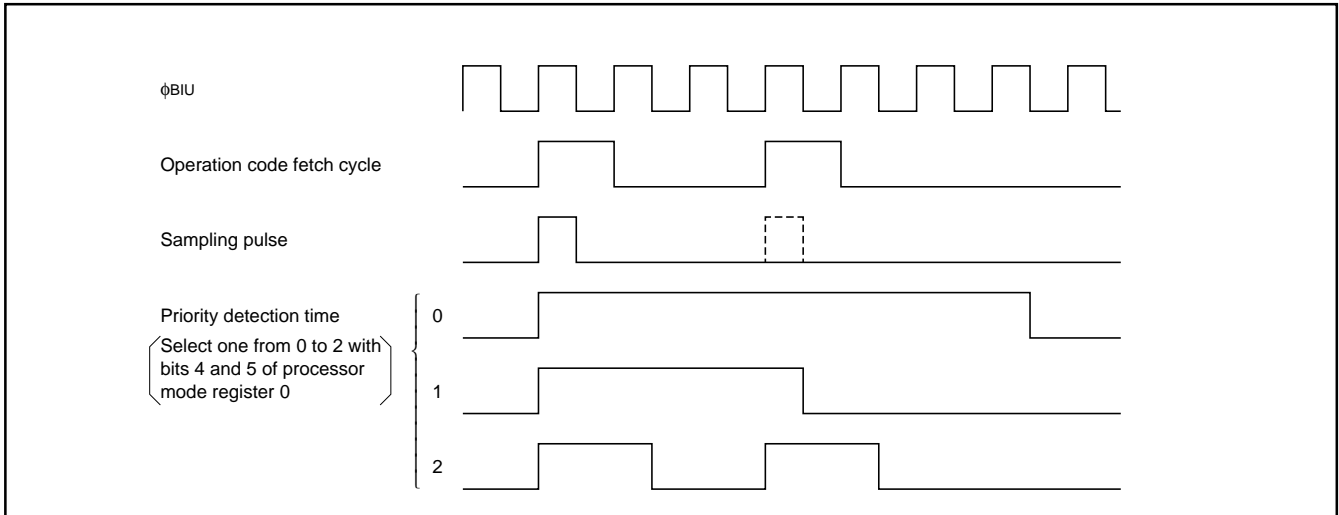 ϕBIU
Operation code fetch cycle
Sampling pulse
Priority detection time
0
Select one from 0 to 2 with
bits 4 and 5 of processor
mode register 0
1
2